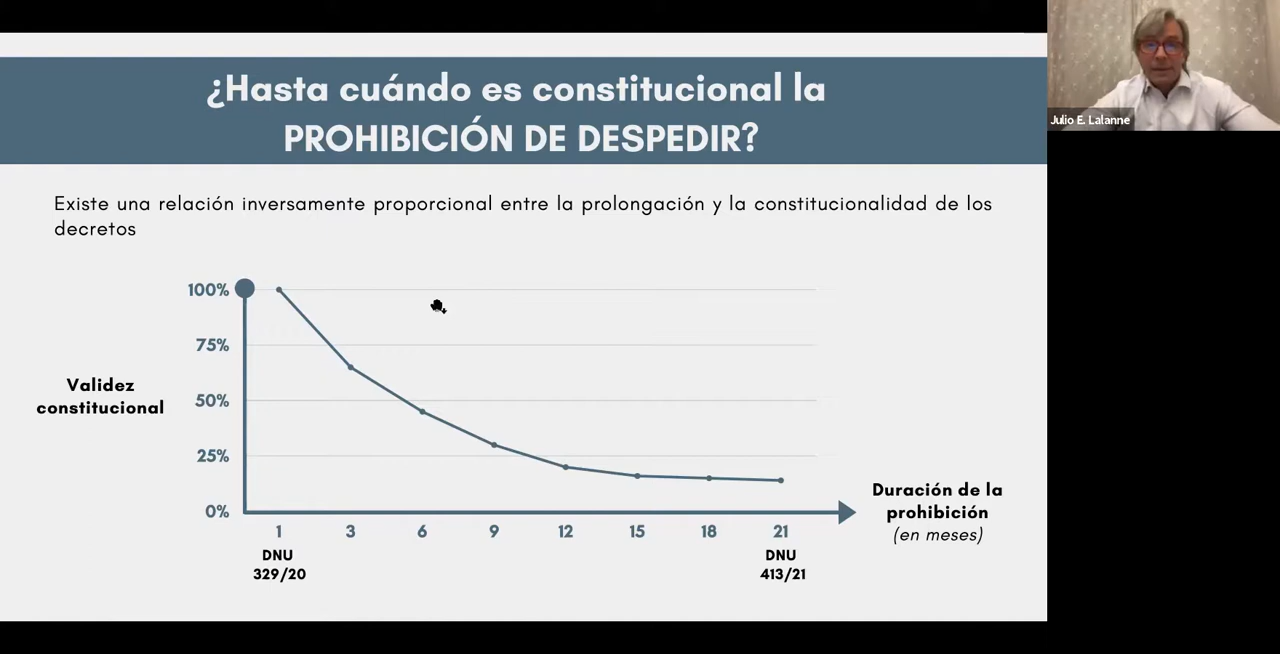 ¿Hasta cuándo es constitucional la
PROHIBICIÓN DE DESPEDIR?
Julio E. Lalanne
Existe una relación inversamente proporcional entre la prolongación y la constitucionalidad de los
decretos
100%
75%
50%
25%
0%
Validez
constitucional
1
3
6
9
12
15
18
21
DNU
329/20
DNU
413/21
Duración de la
prohibición
(en meses)